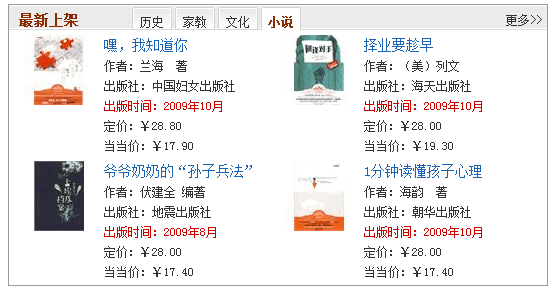 最新上架 历史 家教 文化 小说 更多>>
嘿，我知道你
作者：兰海 著
出版社：中国妇女出版社
出版时间：2009年10月
定价：￥28.80
当当价：￥17.90
择业要趁早
作者：（美）列文
出版社：海天出版社
出版时间：2009年10月
定价：￥28.00
当当价：￥19.30
爷爷奶奶的“孙子兵法”
作者：伏建全 编著
出版社：地震出版社
出版时间：2009年8月
定价：￥28.00
当当价：￥17.40
1分钟读懂孩子心理
作者：海韵 著
出版社：朝华出版社
出版时间：2009年10月
定价：￥28.00
当当价：￥17.40